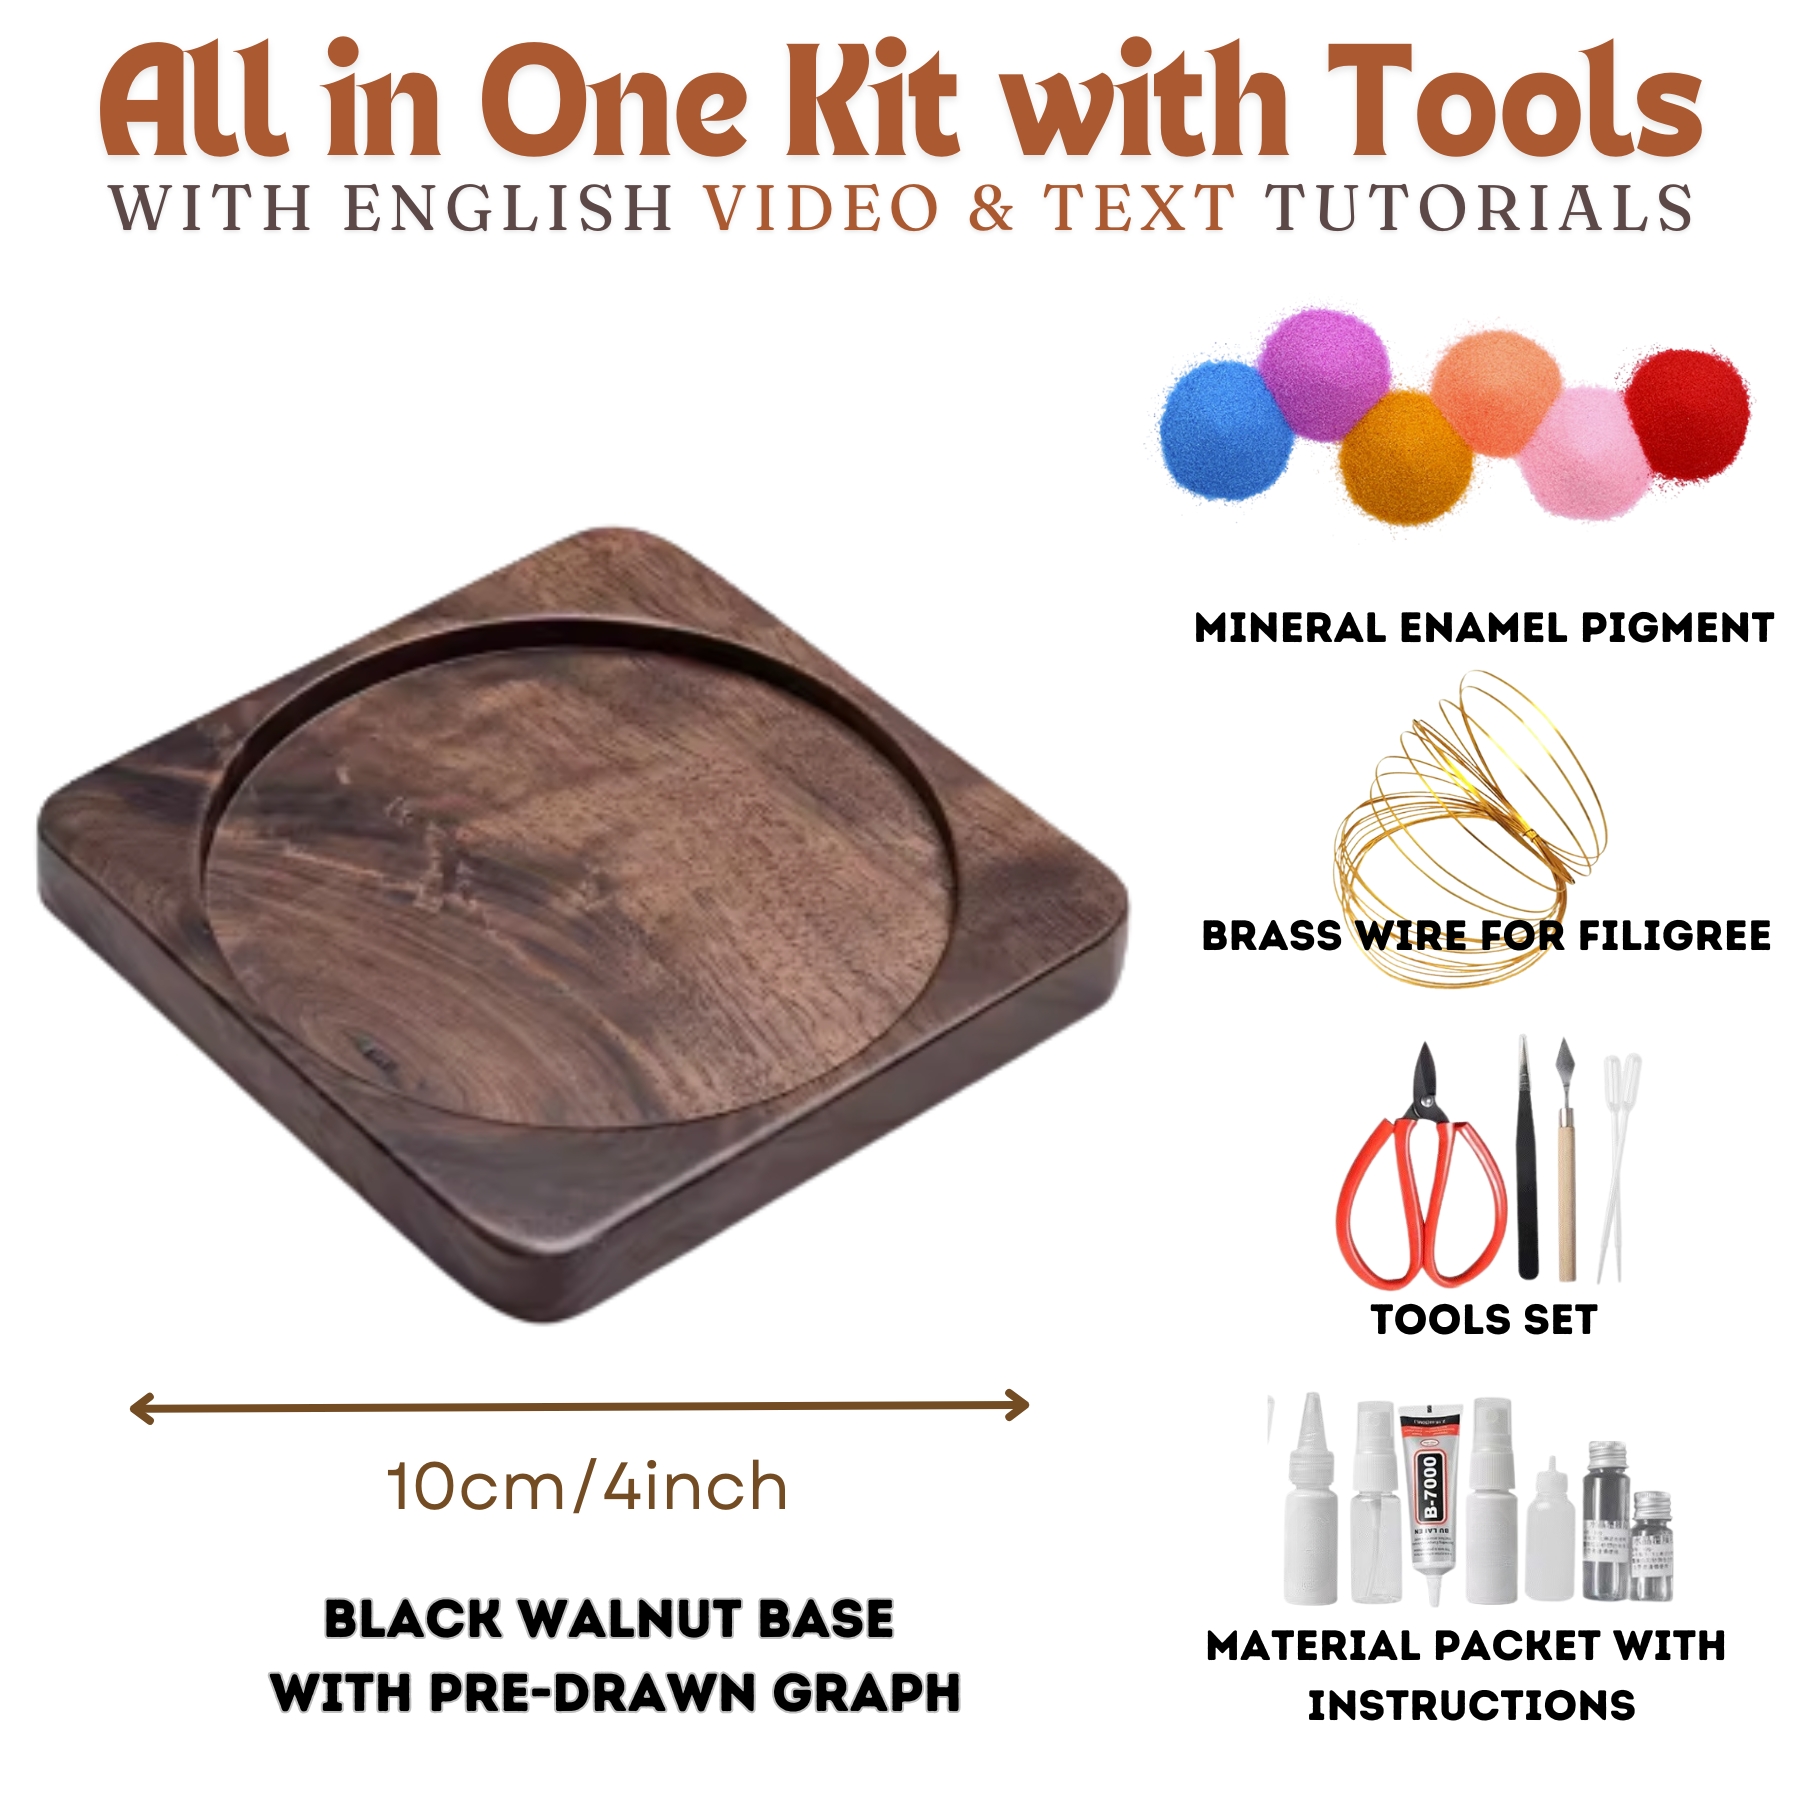 All in One Kit with Tools
WITH ENGLISH VIDEO & TEXT TUTORIALS
MINERAL ENAMEL PIGMENT
BRASS WIRE FOR FILIGREE
TOOLS SET
10cm/4inch
BLACK WALNUT BASE
WITH PRE-DRAWN GRAPH
B-7000
MATERIAL PACKET WITH
INSTRUCTIONS